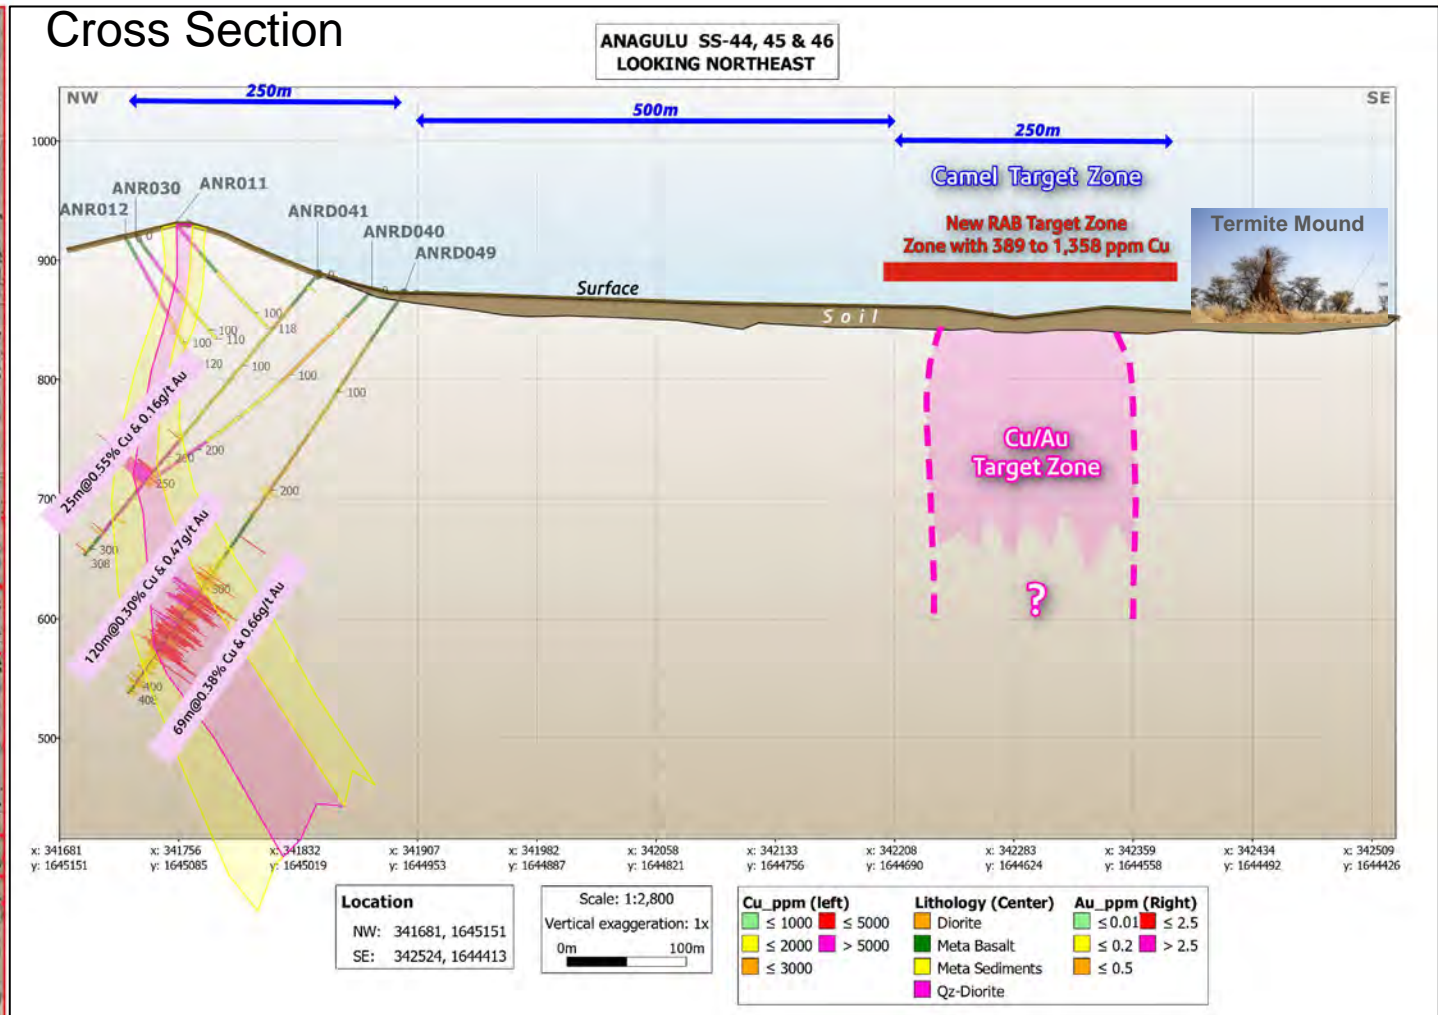 Cross Section
ANAGULU SS-44, 45 & 46
LOOKING NORTHEAST
NW
250m
500m
250m
SE
1000
900
800
700
600
500
ANR012
ANR030
ANR011
ANRD041
ANRD040
ANRD049
Camel Target Zone
New RAB Target Zone
Zone with 389 to 1,358 ppm Cu
Termite Mound
Surface
Soil
0
0
0
100
118
100
110
100
120
100
100
100
200
200
200
250
300
308
300
400
408
25m@0.55% Cu & 0.16g/t Au
120m@0.30% Cu & 0.47g/t Au
69m@0.38% Cu & 0.66g/t Au
Cu/Au
Target Zone
?
x: 341681 x: 341756 x: 341832 x: 341907 x: 341982 x: 342058 x: 342133 x: 342208 x: 342283 x: 342359 x: 342434 x: 342509
y: 1645151 y: 1645085 y: 1645019 y: 1644953 y: 1644887 y: 1644821 y: 1644756 y: 1644690 y: 1644624 y: 1644558 y: 1644492 y: 1644426
Location
NW: 341681, 1645151
SE: 342524, 1644413
Scale: 1:2,800
Vertical exaggeration: 1x
0m 100m
Cu_ppm (left)
≤ 1000 ≤ 5000
≤ 2000 > 5000
≤ 3000
Lithology (Center)
Diorite
Meta Basalt
Meta Sediments
Qz-Diorite
Au_ppm (Right)
≤ 0.01 ≤ 2.5
≤ 0.2 > 2.5
≤ 0.5